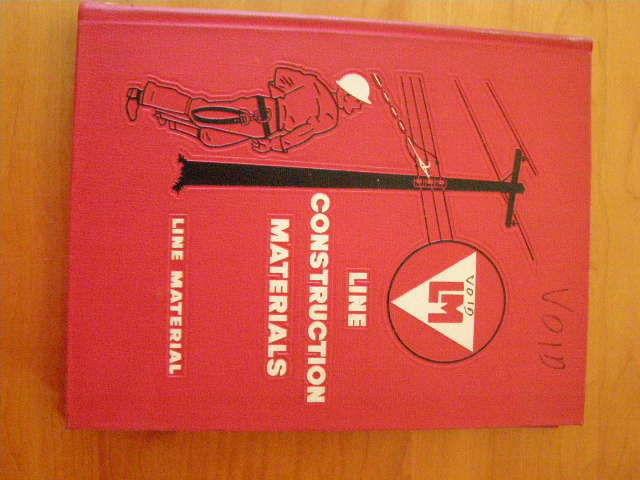 VOID
VOID
LM
LINE
CONSTRUCTION
MATERIALS
LINE MATERIAL